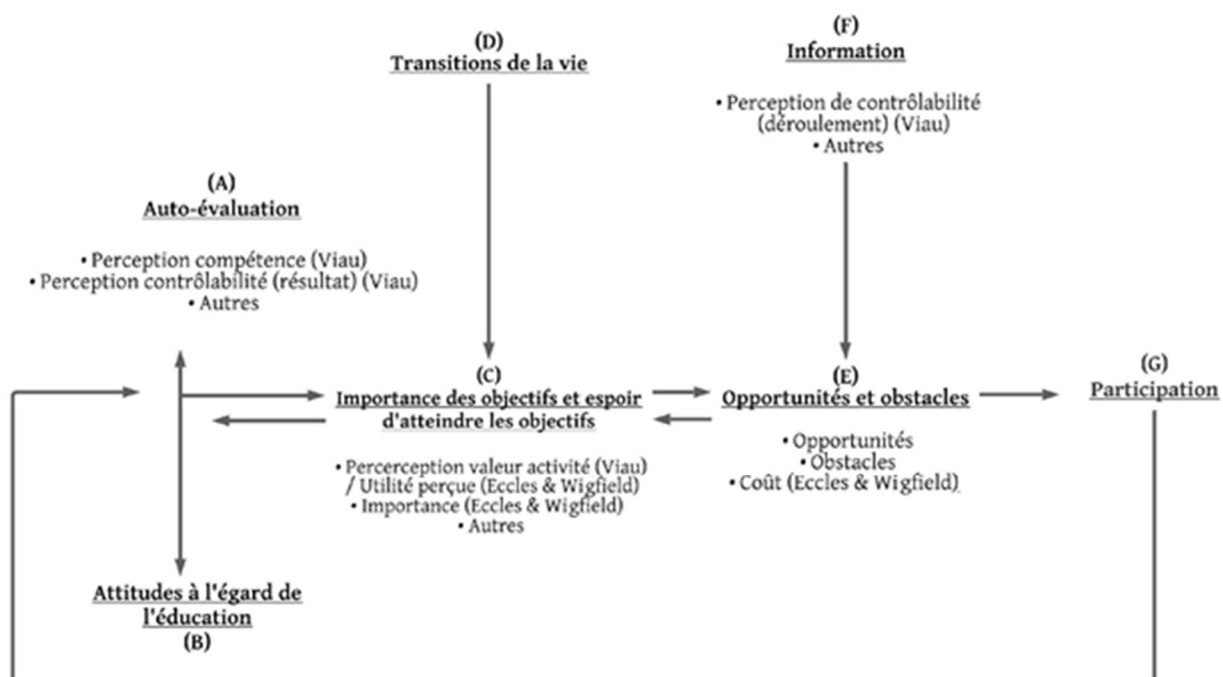 (D)
Transitions de la vie
(F)
Information
• Perception de contrôlabilité
(déroulement) (Viau)
• Autres
(A)
Auto-évaluation
• Perception compétence (Viau)
• Perception contrôlabilité (résultat) (Viau)
• Autres
(C)
Importance des objectifs et espoir
d'atteindre les objectifs
• Percerception valeur activité (Viau)
/ Utilité perçue (Eccles & Wigfield)
• Importance (Eccles & Wigfield)
• Autres
(E)
Opportunités et obstacles
• Opportunités
• Obstacles
• Coût (Eccles & Wigfield)
(G)
Participation
Attitudes à l'égard de
l'éducation
(B)